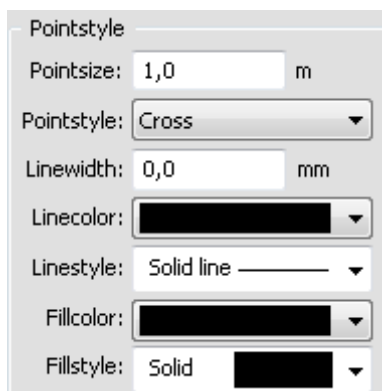 Pointstyle
Pointsize: 1,0 m
Pointstyle: Cross
Linewidth: 0,0 mm
Linecolor:
Linestyle: Solid line
Fillcolor:
Fillstyle: Solid